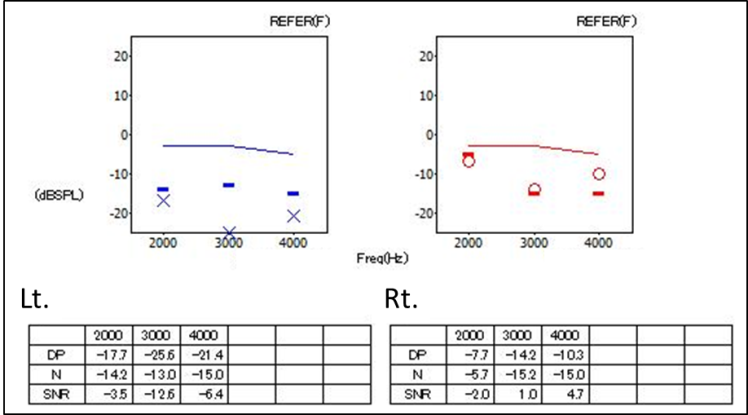 REFER(F) REFER(F)
20 20
10 10
0 0
-10 -10
(dBSPL)
-20 -20
2000 3000 4000 2000 3000 4000
Freq(Hz)
Lt. Rt.
2000 3000 4000 2000 3000 4000
DP -17.7 -25.6 -21.4 DP -7.7 -14.2 -10.3
N -14.2 -13.0 -15.0 N -5.7 -15.2 -15.0
SNR -3.5 -12.6 -6.4 SNR -2.0 1.0 4.7